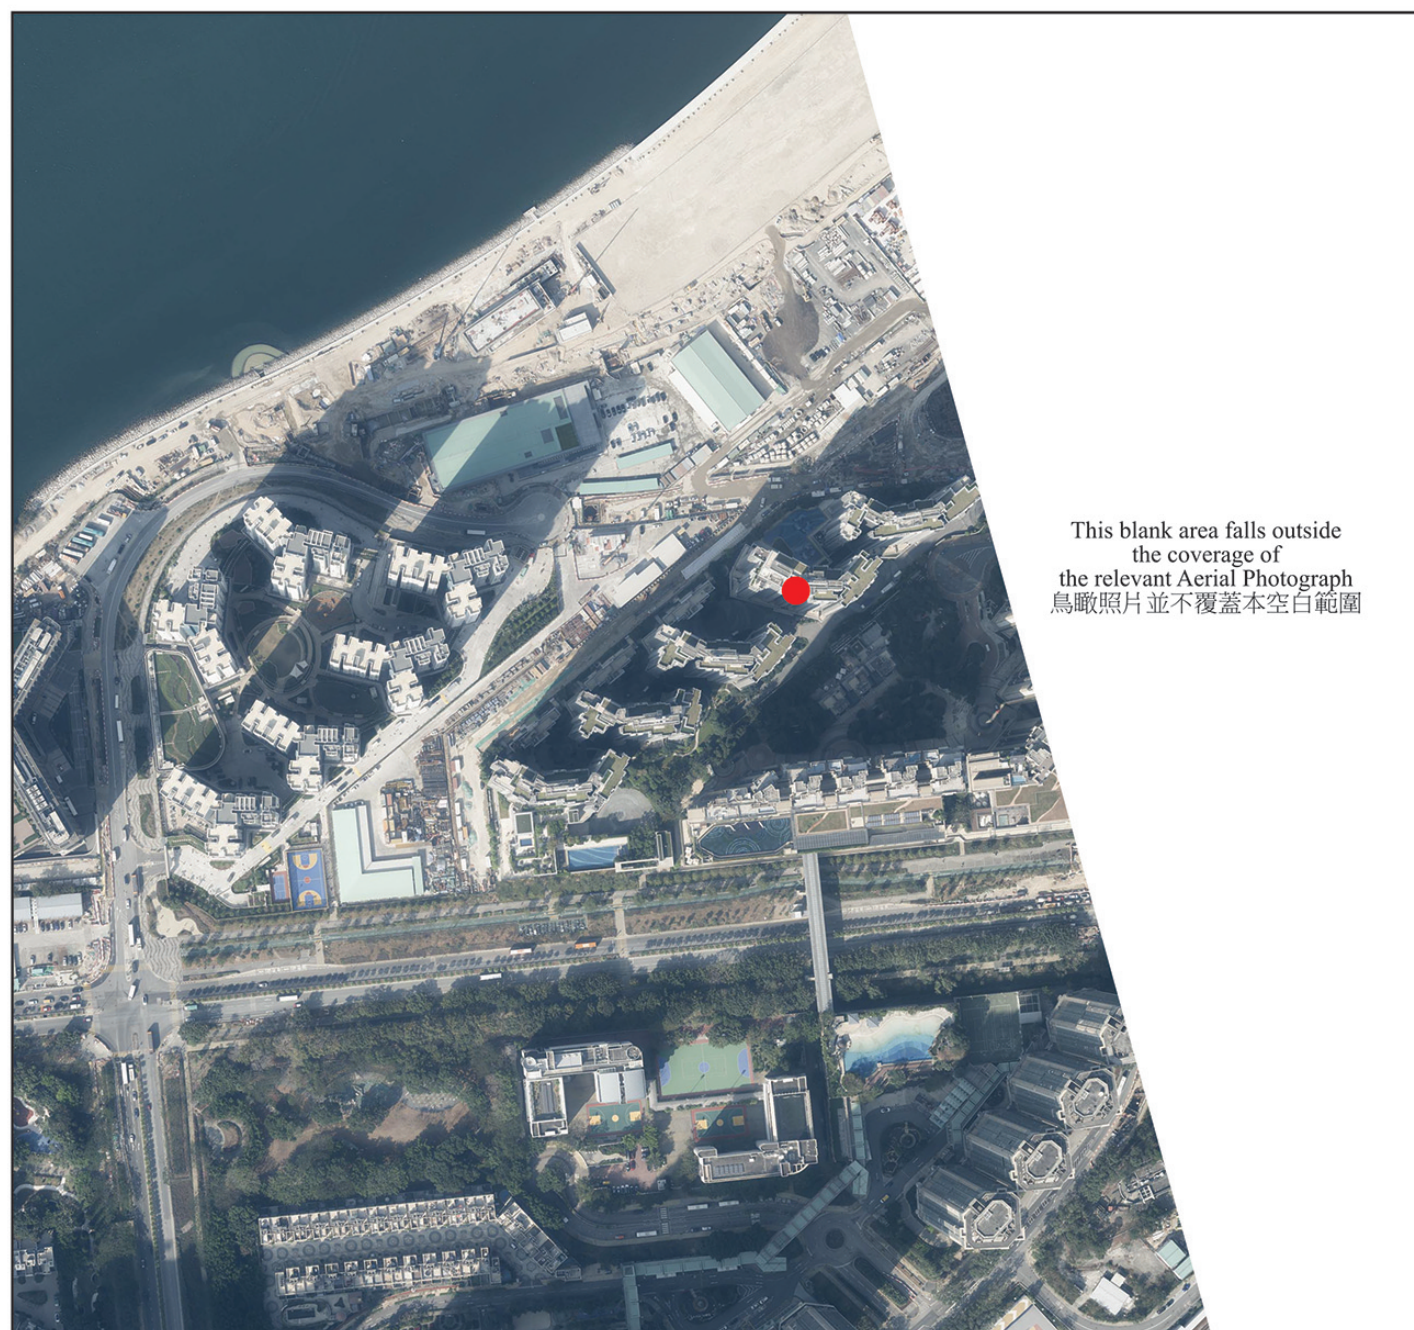 This blank area falls outside
the coverage of
the relevant Aerial Photograph
鳥瞰照片並不覆蓋本空白範圍